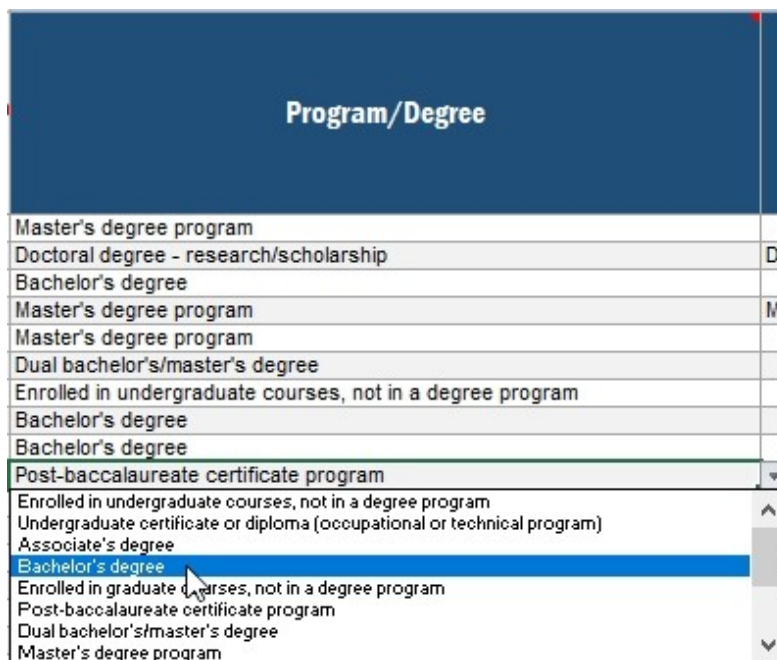 Program/Degree
Master's degree program
Doctoral degree - research/scholarship
D
Bachelor's degree
Master's degree program
M
Master's degree program
Dual bachelor's/master's degree
Enrolled in undergraduate courses, not in a degree program
Bachelor's degree
Bachelor's degree
Post-baccalaureate certificate program
Enrolled in undergraduate courses, not in a degree program
Undergraduate certificate or diploma (occupational or technical program)
Associate's degree
Bachelor's degree
Enrolled in graduate courses, not in a degree program
Post-baccalaureate certificate program
Dual bachelor's/master's degree
Master's degree program